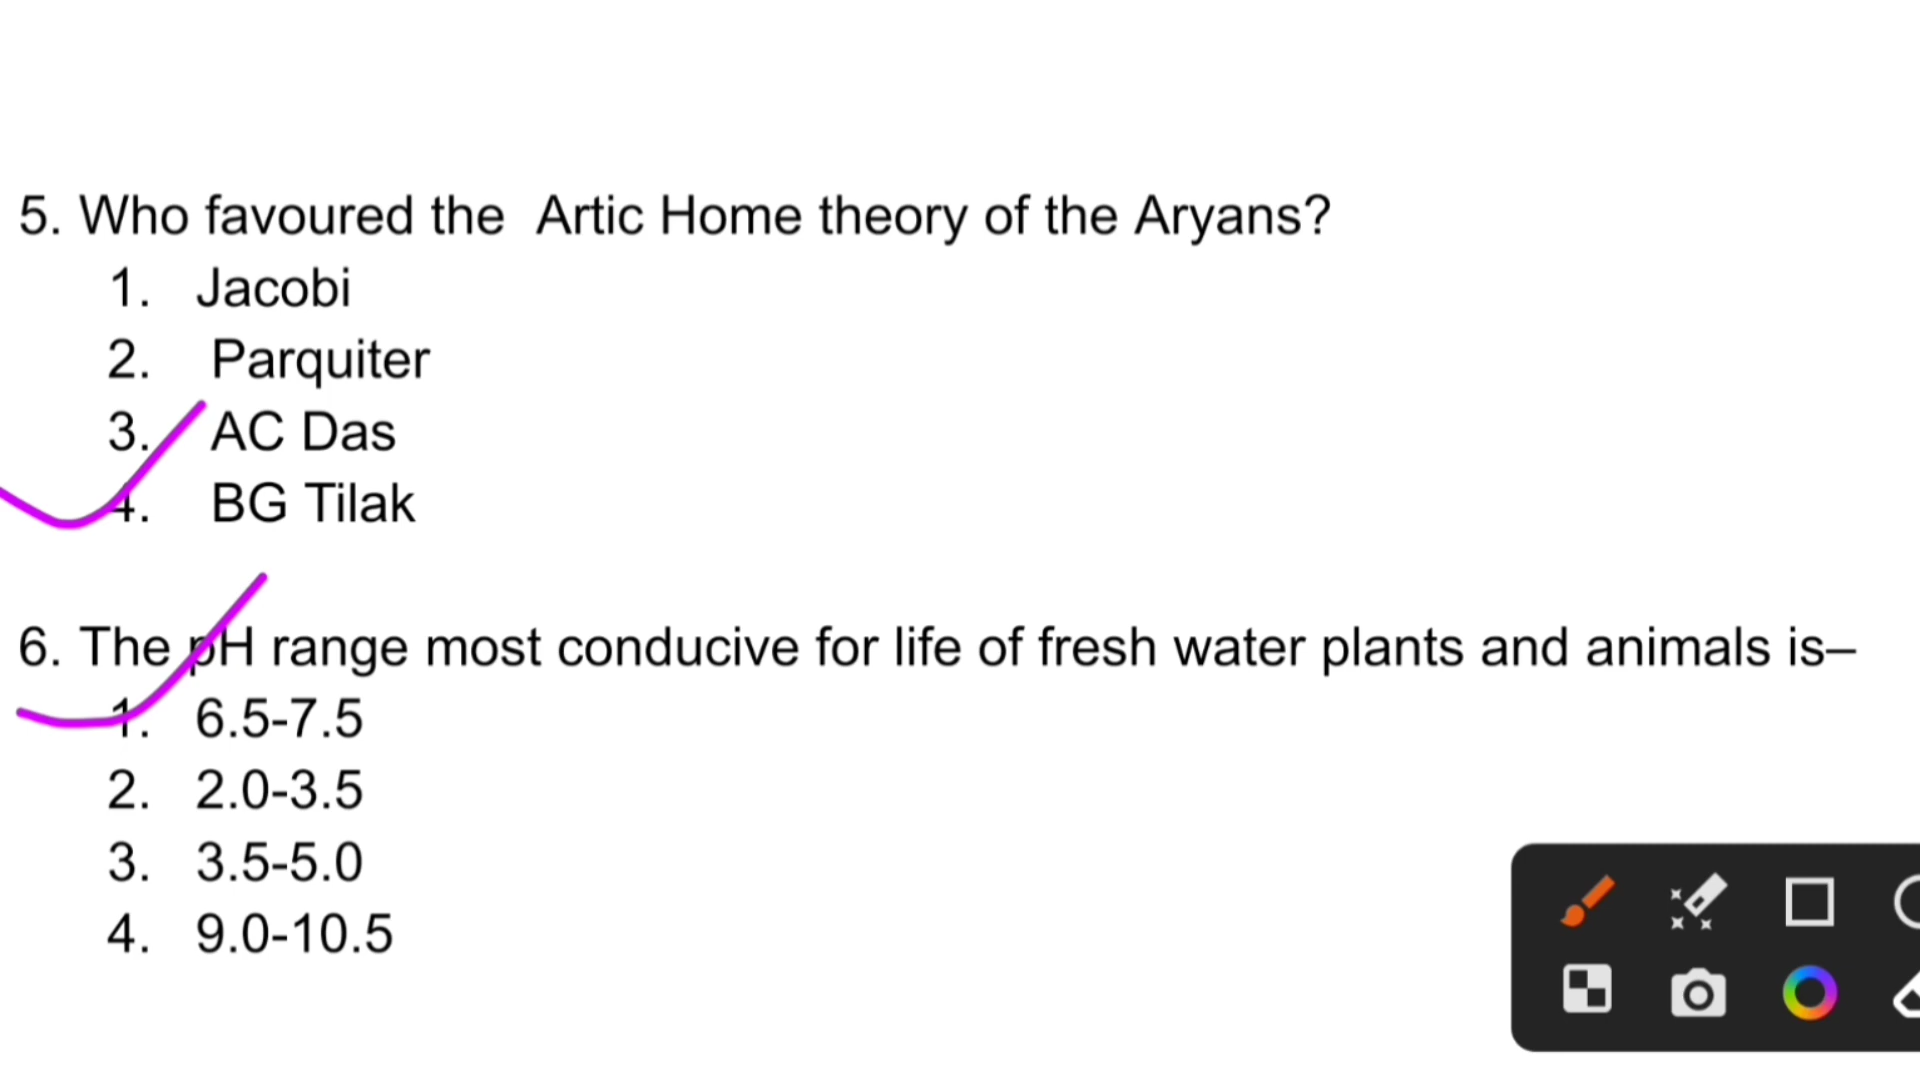 5. Who favoured the  Artic Home theory of the Aryans?
1. Jacobi
2. Parquiter
3. AC Das
4. BG Tilak
6. The pH range most conducive for life of fresh water plants and animals is–
1. 6.5-7.5
2. 2.0-3.5
3. 3.5-5.0
4. 9.0-10.5